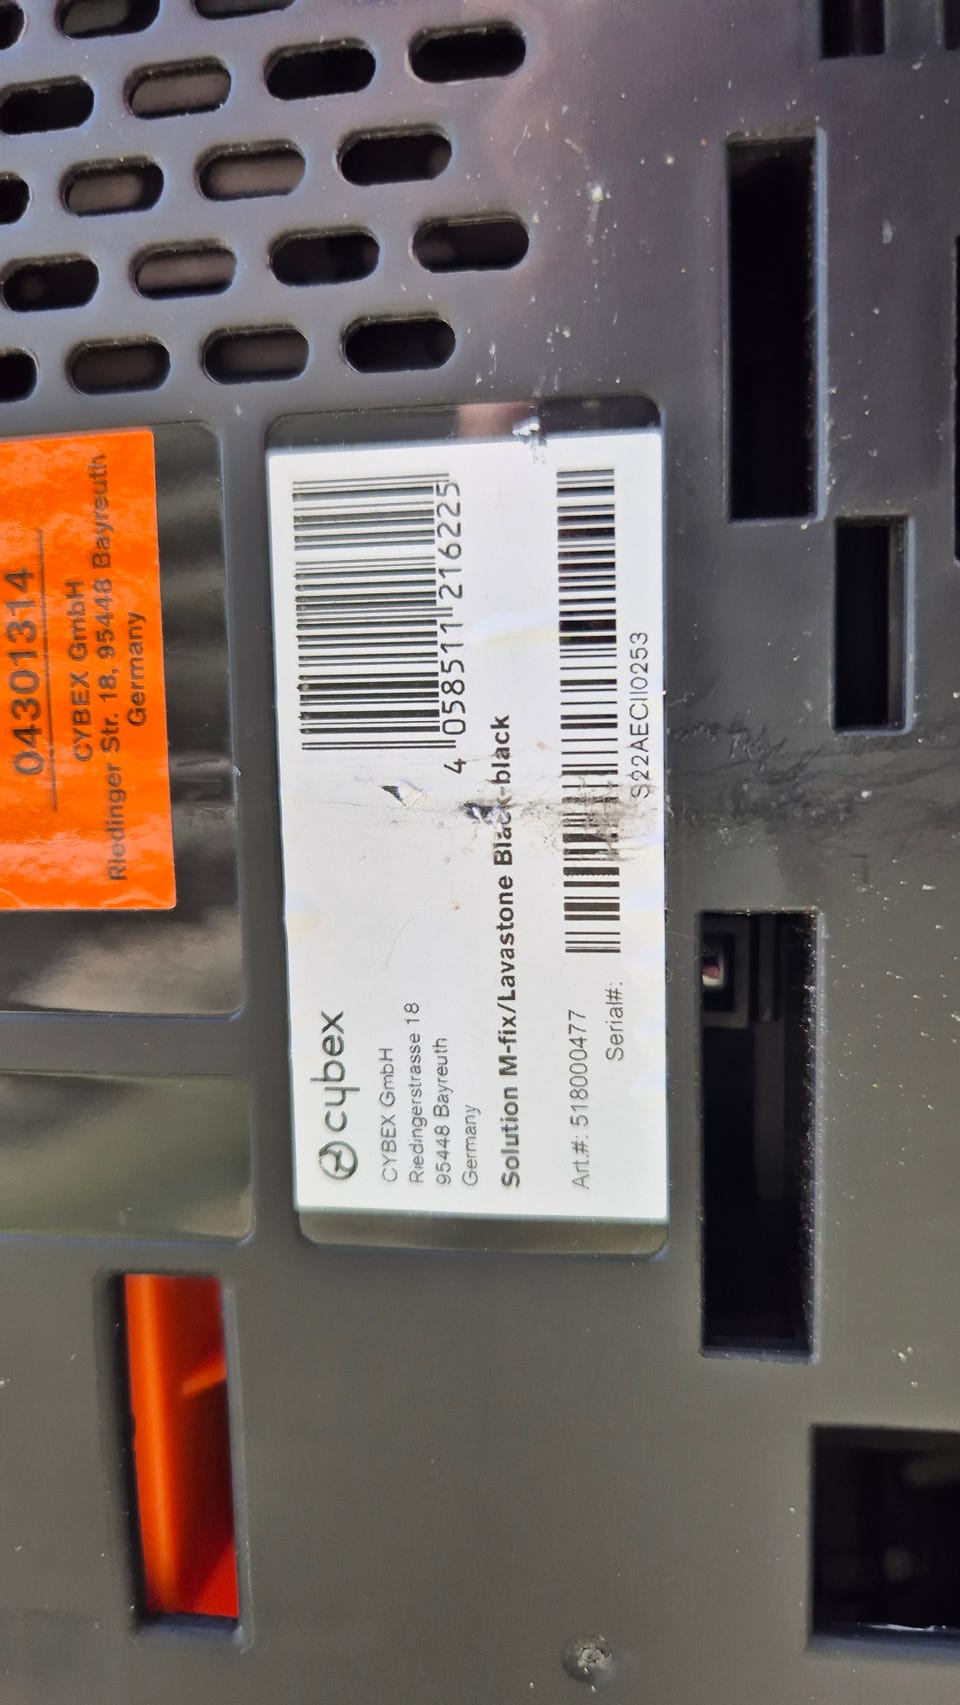 04301314
CYBEX GmbH
Riedinger Str. 18, 95448 Bayreuth
Germany
cybex
CYBEX GmbH
Riedingerstrasse 18
95448 Bayreuth
Germany
4 058511 216225
Solution M-fix/Lavastone Black-black
Art.#: 518000477
Serial#: